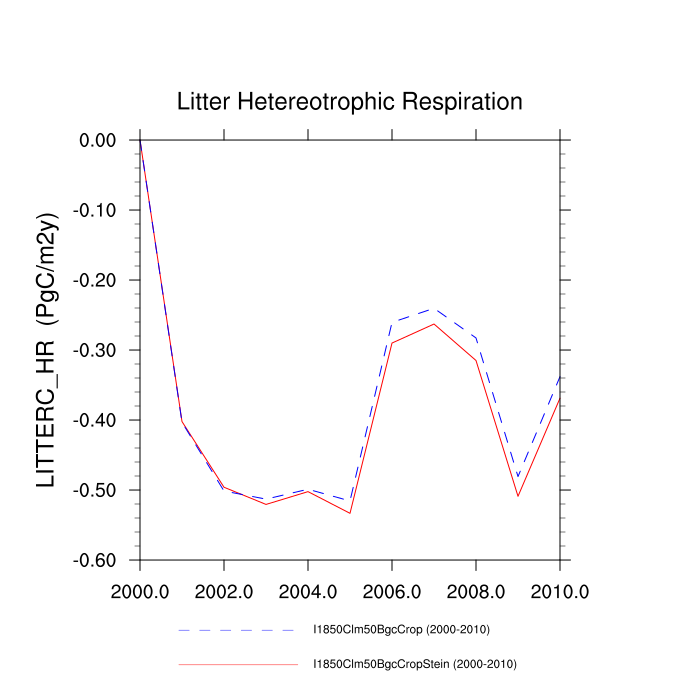 Litter Hetereotrophic Respiration
LITTERC_HR (PgC/m2y)
0.00
-0.10
-0.20
-0.30
-0.40
-0.50
-0.60
2000.0 2002.0 2004.0 2006.0 2008.0 2010.0
I1850Clm50BgcCrop (2000-2010)
I1850Clm50BgcCropStein (2000-2010)